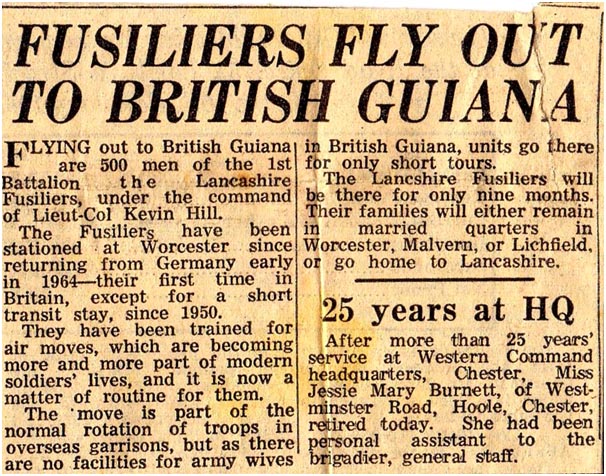 FUSILIERS FLY OUT
TO BRITISH GUIANA
FLYING out to British Guiana
are 500 men of the 1st
Battalion the Lancashire
Fusiliers, under the command
of Lieut-Col Kevin Hill.
The Fusiliers have been
stationed at Worcester since
returning from Germany early
in 1964—their first time in
Britain, except for a short
transit stay, since 1950.
They have been trained for
air moves, which are becoming
more and more part of modern
soldiers' lives, and it is now a
matter of routine for them.
The move is part of the
normal rotation of troops in
overseas garrisons, but as there
are no facilities for army wives
in British Guiana, units go there
for only short tours.
The Lancshire Fusiliers will
be there for only nine months.
Their families will either remain
in married quarters in
Worcester, Malvern, or Lichfield,
or go home to Lancashire.
25 years at HQ
After more than 25 years'
service at Western Command
headquarters, Chester, Miss
Jessie Mary Burnett, of West-
minster Road, Hoole, Chester,
retired today. She had been
personal assistant to the
brigadier, general staff.